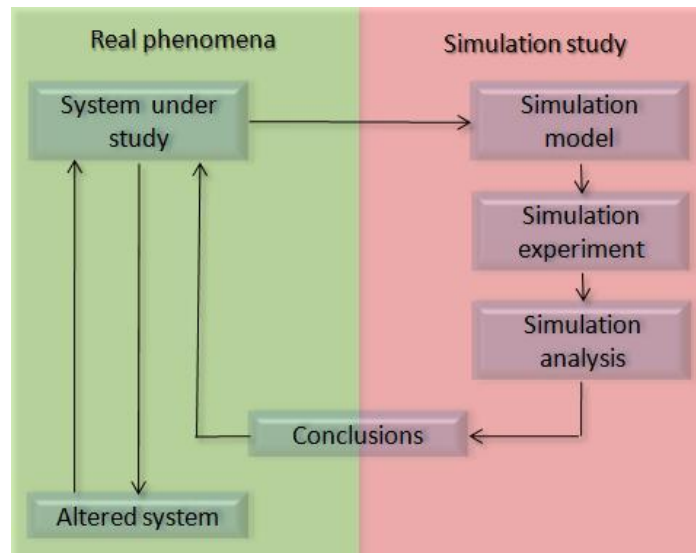 Real phenomena
Simulation study
System under
study
Simulation
model
Simulation
experiment
Simulation
analysis
Conclusions
Altered system